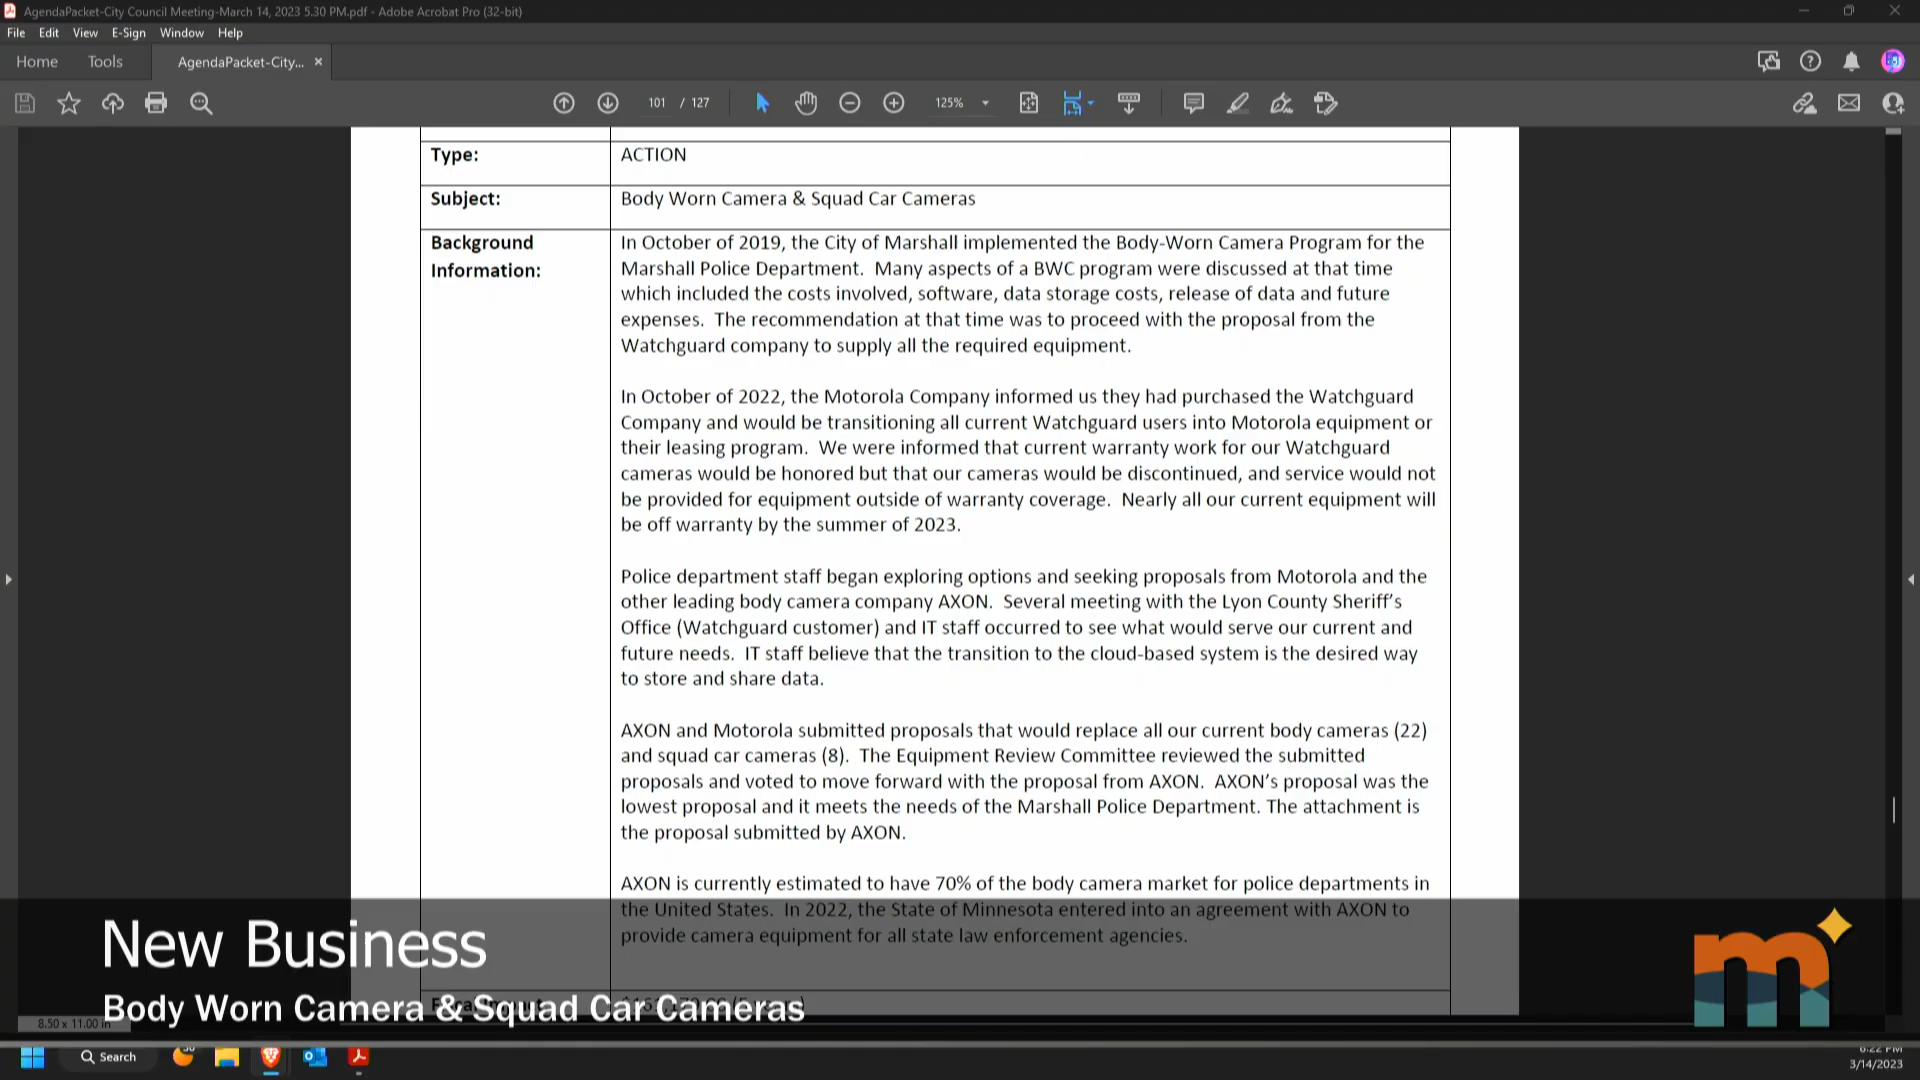 AgendaPacket-City Council Meeting-March 14, 2023 5.30 PM.pdf - Adobe Acrobat Pro (32-bit)
File Edit View E-Sign Window Help
Home Tools AgendaPacket-City... ×
101 / 127 125%
Type: ACTION
Subject: Body Worn Camera & Squad Car Cameras
Background Information:
In October of 2019, the City of Marshall implemented the Body-Worn Camera Program for the
Marshall Police Department. Many aspects of a BWC program were discussed at that time
which included the costs involved, software, data storage costs, release of data and future
expenses. The recommendation at that time was to proceed with the proposal from the
Watchguard company to supply all the required equipment.
In October of 2022, the Motorola Company informed us they had purchased the Watchguard
Company and would be transitioning all current Watchguard users into Motorola equipment or
their leasing program. We were informed that current warranty work for our Watchguard
cameras would be honored but that our cameras would be discontinued, and service would not
be provided for equipment outside of warranty coverage. Nearly all our current equipment will
be off warranty by the summer of 2023.
Police department staff began exploring options and seeking proposals from Motorola and the
other leading body camera company AXON. Several meeting with the Lyon County Sheriff's
Office (Watchguard customer) and IT staff occurred to see what would serve our current and
future needs. IT staff believe that the transition to the cloud-based system is the desired way
to store and share data.
AXON and Motorola submitted proposals that would replace all our current body cameras (22)
and squad car cameras (8). The Equipment Review Committee reviewed the submitted
proposals and voted to move forward with the proposal from AXON. AXON's proposal was the
lowest proposal and it meets the needs of the Marshall Police Department. The attachment is
the proposal submitted by AXON.
AXON is currently estimated to have 70% of the body camera market for police departments in
the United States. In 2022, the State of Minnesota entered into an agreement with AXON to
provide camera equipment for all state law enforcement agencies.
New Business
Body Worn Camera & Squad Car Cameras
m
8.50 x 11.00 in
Search
6:22 PM
3/14/2023